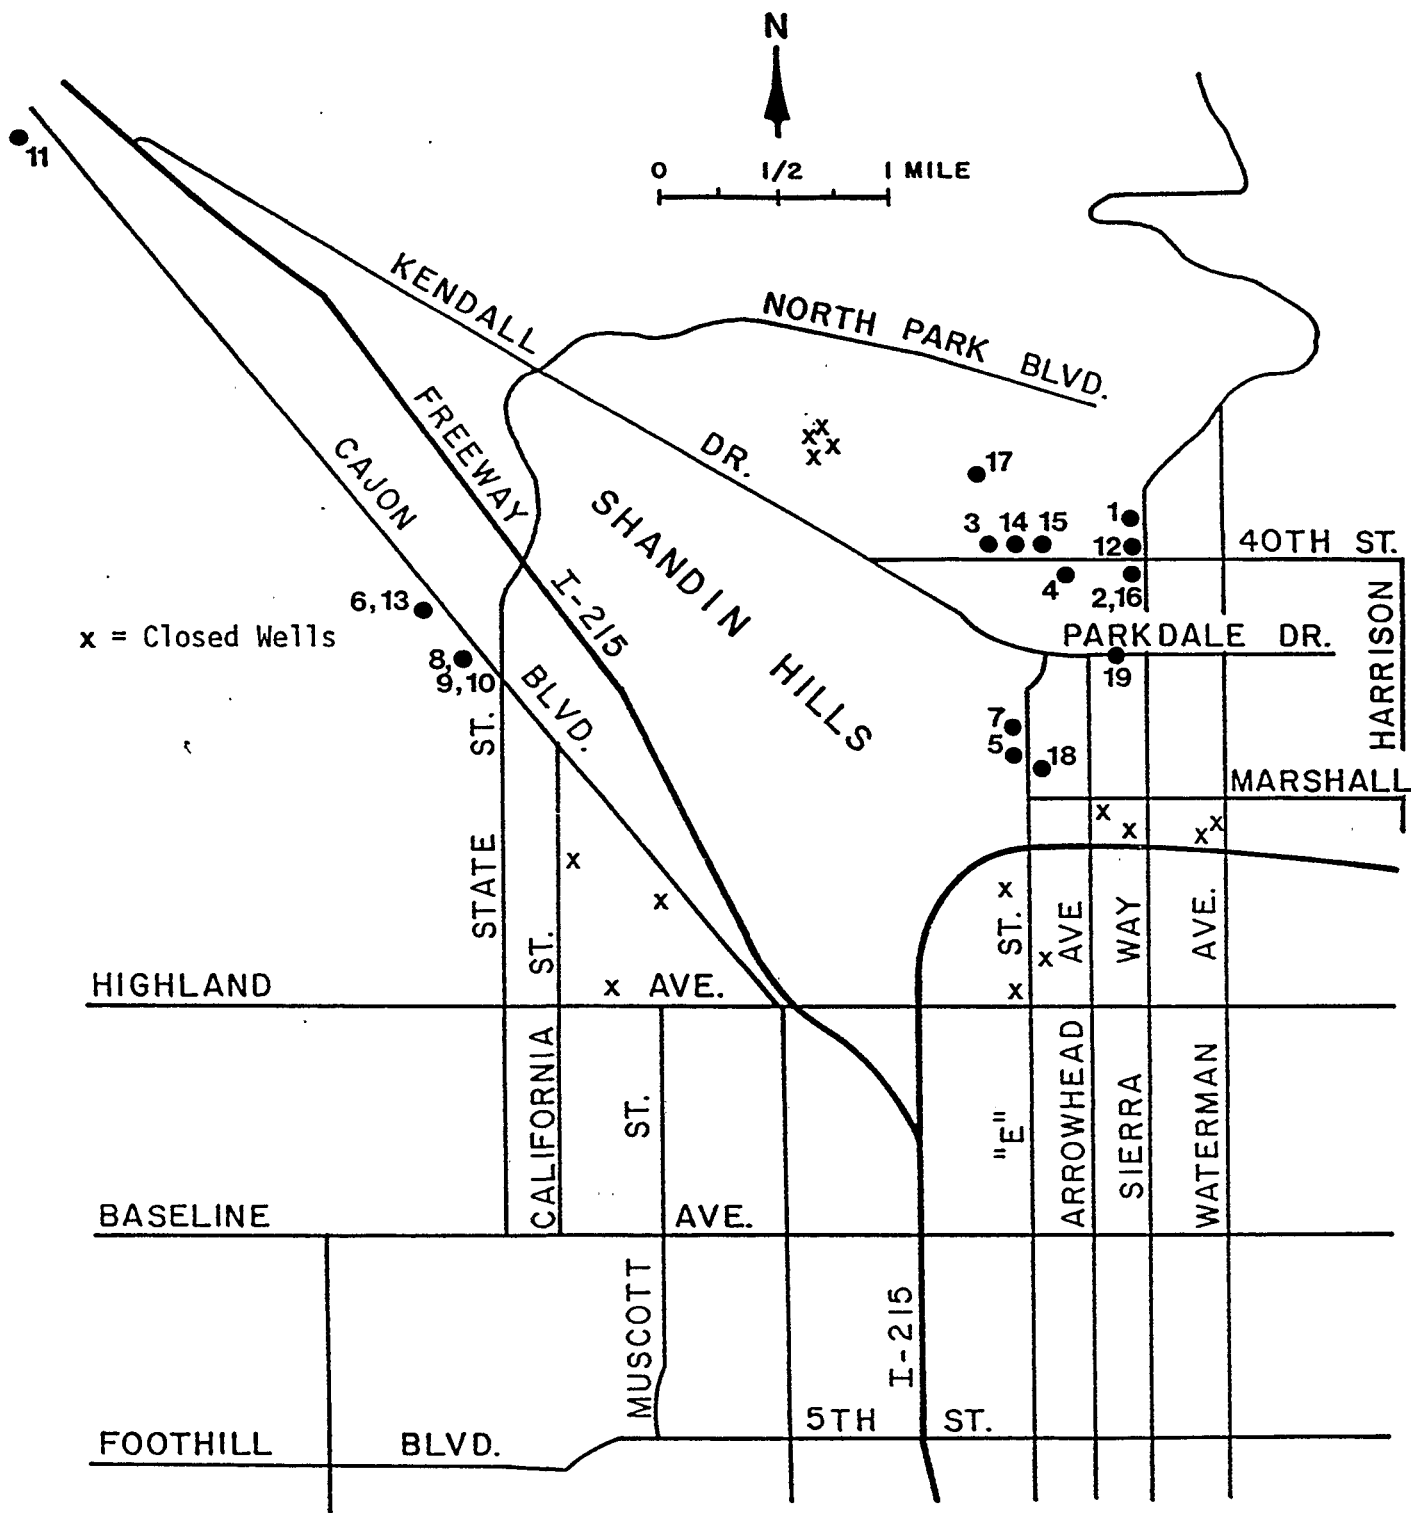 N
0 1/2 1 MILE
11
KENDALL
DR.
NORTH PARK BLVD.
FREEWAY
I-215
CAJON
BLVD.
SHANDIN HILLS
x x
x x
17
1
3 14 15
12
40TH ST.
4
2,16
HARRISON
6,13
x = Closed Wells
PARKDALE DR.
8,
9,10
19
7
5
18
STATE ST.
MARSHALL
x x x x
x
x
x
x
x
x
HIGHLAND AVE.
CALIFORNIA ST.
"E" ST.
ARROWHEAD AVE
SIERRA WAY
WATERMAN AVE.
BASELINE AVE.
MUSCOTT ST.
I-215
5TH ST.
FOOTHILL BLVD.